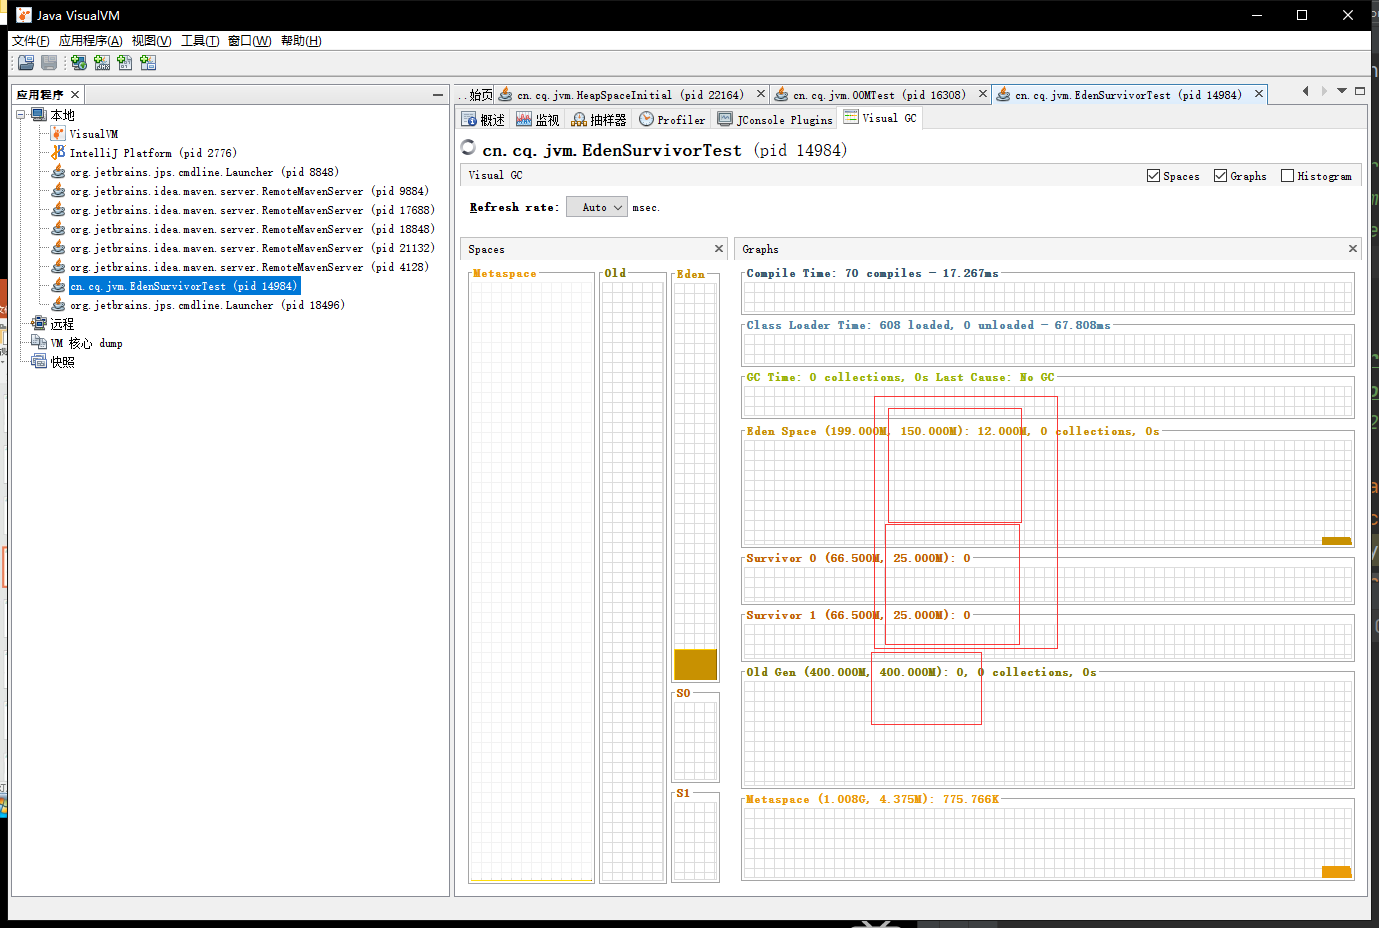 Java VisualVM
文件(F) 应用程序(A) 视图(V) 工具(T) 窗口(W) 帮助(H)
应用程序
本地
VisualVM
IntelliJ Platform (pid 2776)
org.jetbrains.jps.cmdline.Launcher (pid 8848)
org.jetbrains.idea.maven.server.RemoteMavenServer (pid 9884)
org.jetbrains.idea.maven.server.RemoteMavenServer (pid 17688)
org.jetbrains.idea.maven.server.RemoteMavenServer (pid 18848)
org.jetbrains.idea.maven.server.RemoteMavenServer (pid 21132)
org.jetbrains.idea.maven.server.RemoteMavenServer (pid 4128)
cn.cq.jvm.EdenSurvivorTest (pid 14984)
org.jetbrains.jps.cmdline.Launcher (pid 18496)
远程
VM 核心 dump
快照
..始页 cn.cq.jvm.HeapSpaceInitial (pid 22164) cn.cq.jvm.OOMTest (pid 16308) cn.cq.jvm.EdenSurvivorTest (pid 14984)
概述 监视 抽样器 Profiler JConsole Plugins Visual GC
cn.cq.jvm.EdenSurvivorTest (pid 14984)
Visual GC Spaces Graphs Histogram
Refresh rate: Auto msec.
Spaces
Metaspace Old Eden
S0
S1
Graphs
Compile Time: 70 compiles - 17.267ms
Class Loader Time: 608 loaded, 0 unloaded - 67.808ms
GC Time: 0 collections, 0s Last Cause: No GC
Eden Space (199.000M, 150.000M): 12.000M, 0 collections, 0s
Survivor 0 (66.500M, 25.000M): 0
Survivor 1 (66.500M, 25.000M): 0
Old Gen (400.000M, 400.000M): 0, 0 collections, 0s
Metaspace (1.008G, 4.375M): 775.766K